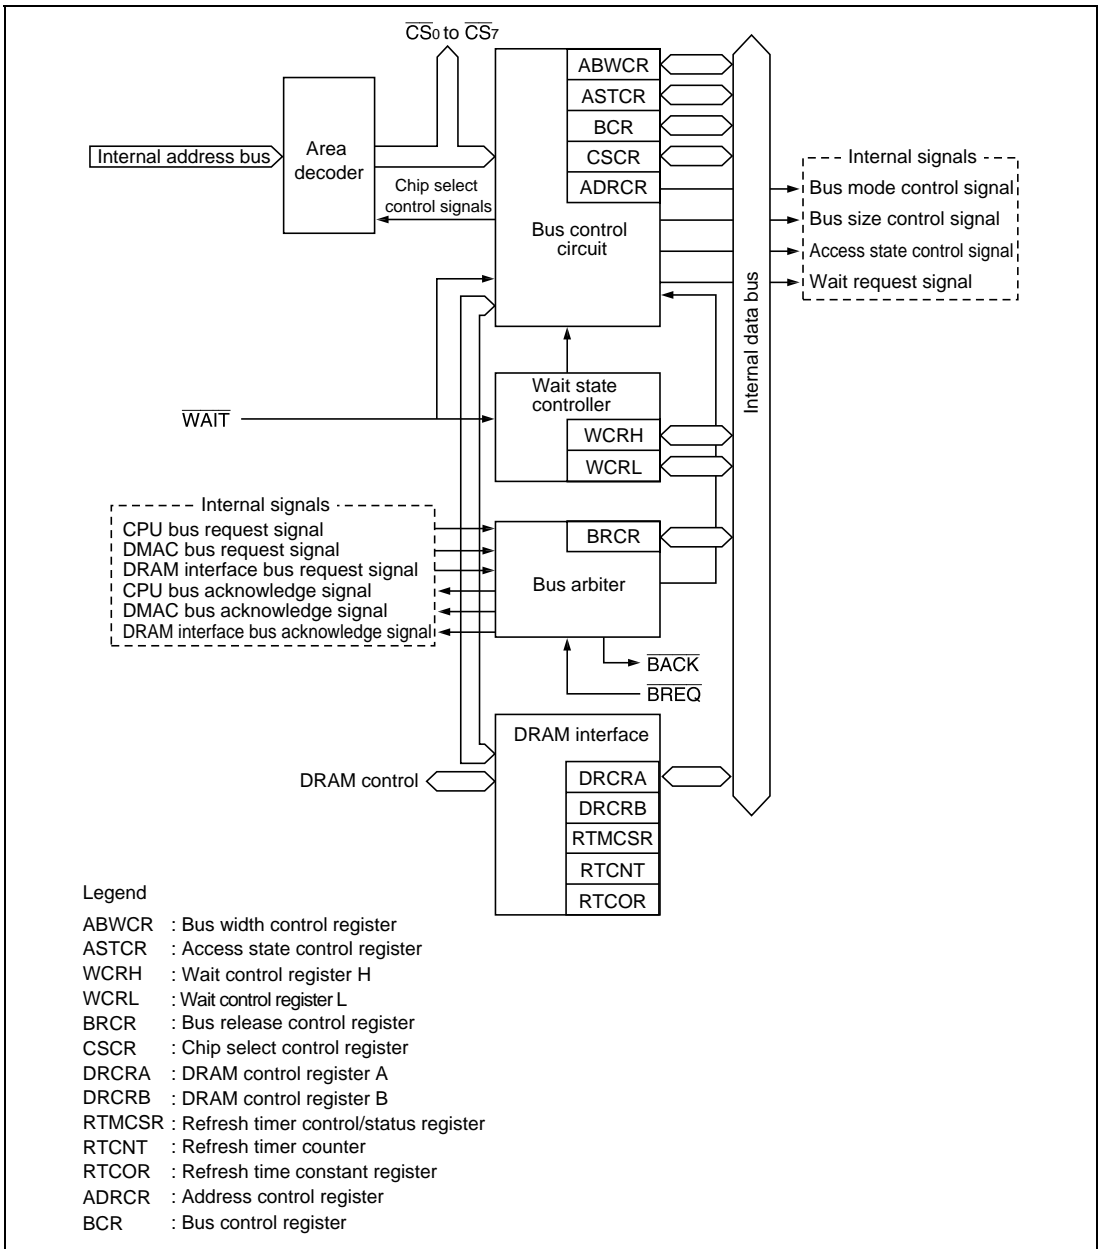 CS0 to CS7
ABWCR
ASTCR
BCR
CSCR
ADRCR
Internal address bus
Area
decoder
Chip select
control signals
Bus control
circuit
Internal data bus
Internal signals
Bus mode control signal
Bus size control signal
Access state control signal
Wait request signal
WAIT
Wait state
controller
WCRH
WCRL
Internal signals
CPU bus request signal
DMAC bus request signal
DRAM interface bus request signal
CPU bus acknowledge signal
DMAC bus acknowledge signal
DRAM interface bus acknowledge signal
BRCR
Bus arbiter
BACK
BREQ
DRAM interface
DRAM control
DRCRA
DRCRB
RTMCSR
RTCNT
RTCOR
Legend
ABWCR : Bus width control register
ASTCR : Access state control register
WCRH : Wait control register H
WCRL : Wait control register L
BRCR : Bus release control register
CSCR : Chip select control register
DRCRA : DRAM control register A
DRCRB : DRAM control register B
RTMCSR : Refresh timer control/status register
RTCNT : Refresh timer counter
RTCOR : Refresh time constant register
ADRCR : Address control register
BCR : Bus control register